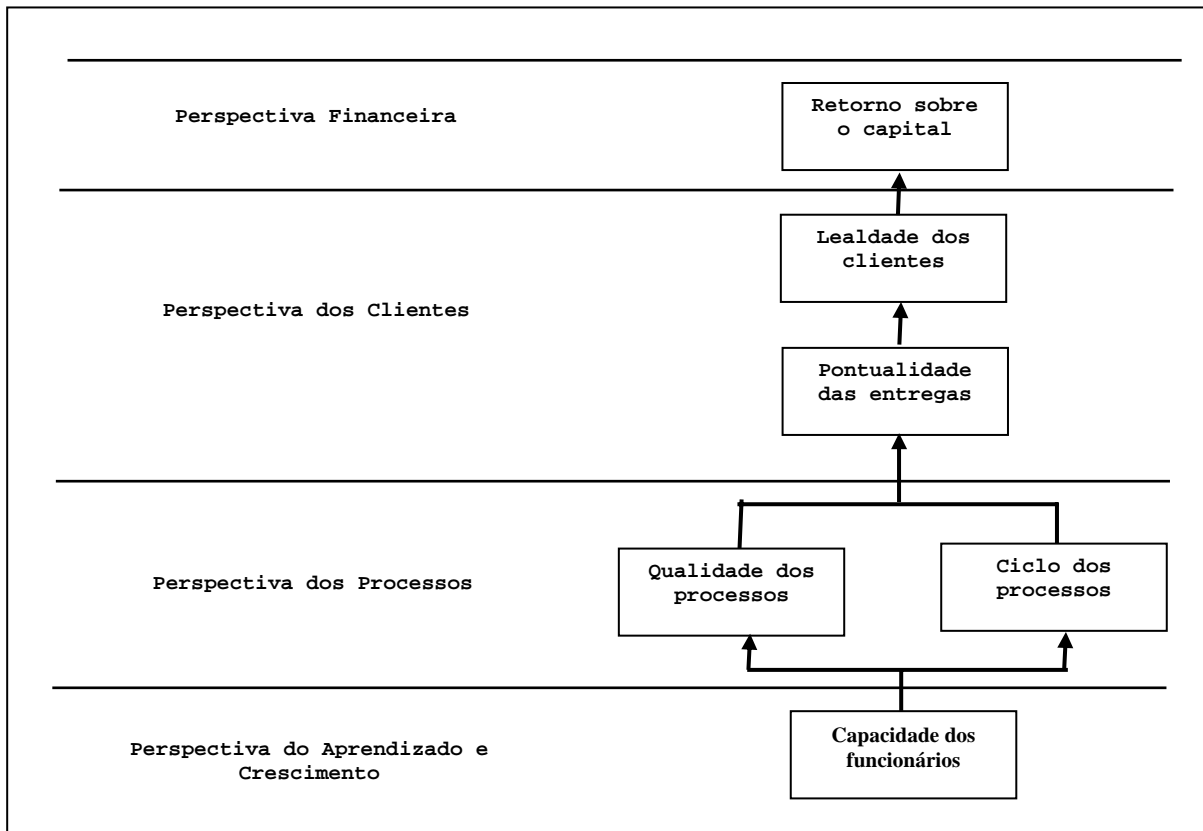 Perspectiva Financeira
Retorno sobre
o capital
Lealdade dos
clientes
Perspectiva dos Clientes
Pontualidade
das entregas
Perspectiva dos Processos
Qualidade dos
processos
Ciclo dos
processos
Perspectiva do Aprendizado e
Crescimento
Capacidade dos
funcionários